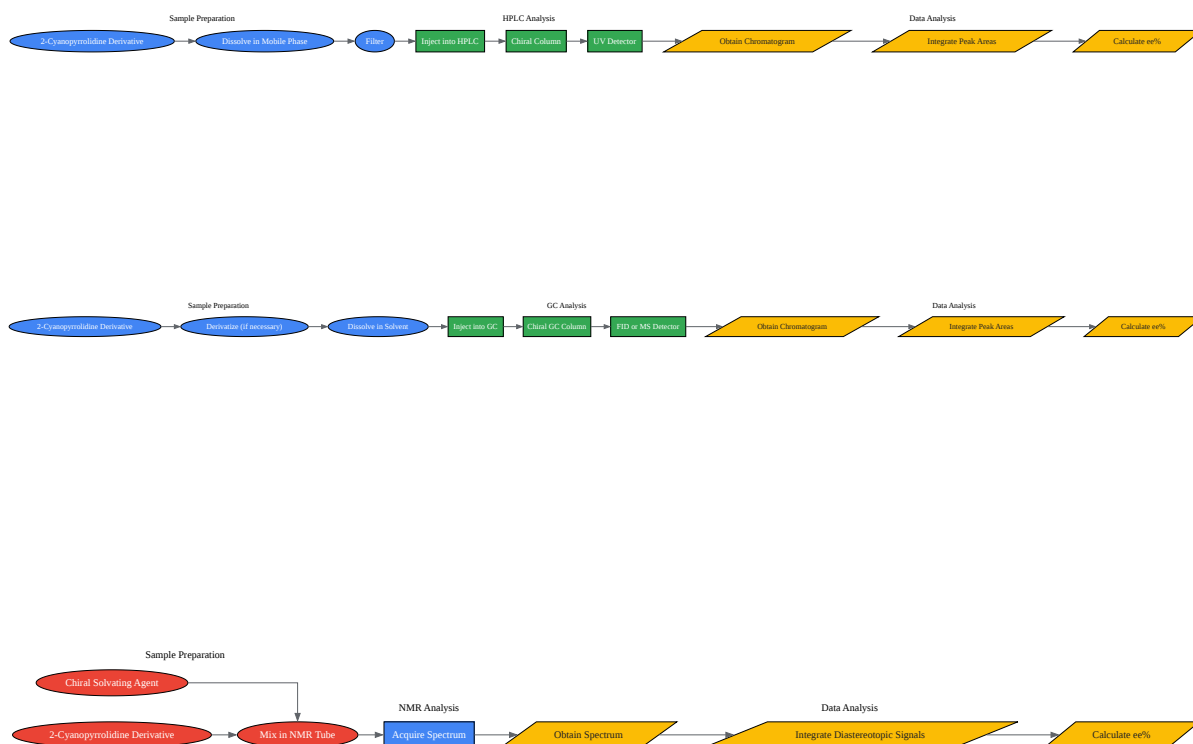 Sample Preparation
HPLC Analysis
Data Analysis
2-Cyanopyrrolidine Derivative
Dissolve in Mobile Phase
Filter
Inject into HPLC
Chiral Column
UV Detector
Obtain Chromatogram
Integrate Peak Areas
Calculate ee%
Sample Preparation
GC Analysis
Data Analysis
2-Cyanopyrrolidine Derivative
Derivatize (if necessary)
Dissolve in Solvent
Inject into GC
Chiral GC Column
FID or MS Detector
Obtain Chromatogram
Integrate Peak Areas
Calculate ee%
Sample Preparation
Chiral Solvating Agent
NMR Analysis
Data Analysis
2-Cyanopyrrolidine Derivative
Mix in NMR Tube
Acquire Spectrum
Obtain Spectrum
Integrate Diastereotopic Signals
Calculate ee%